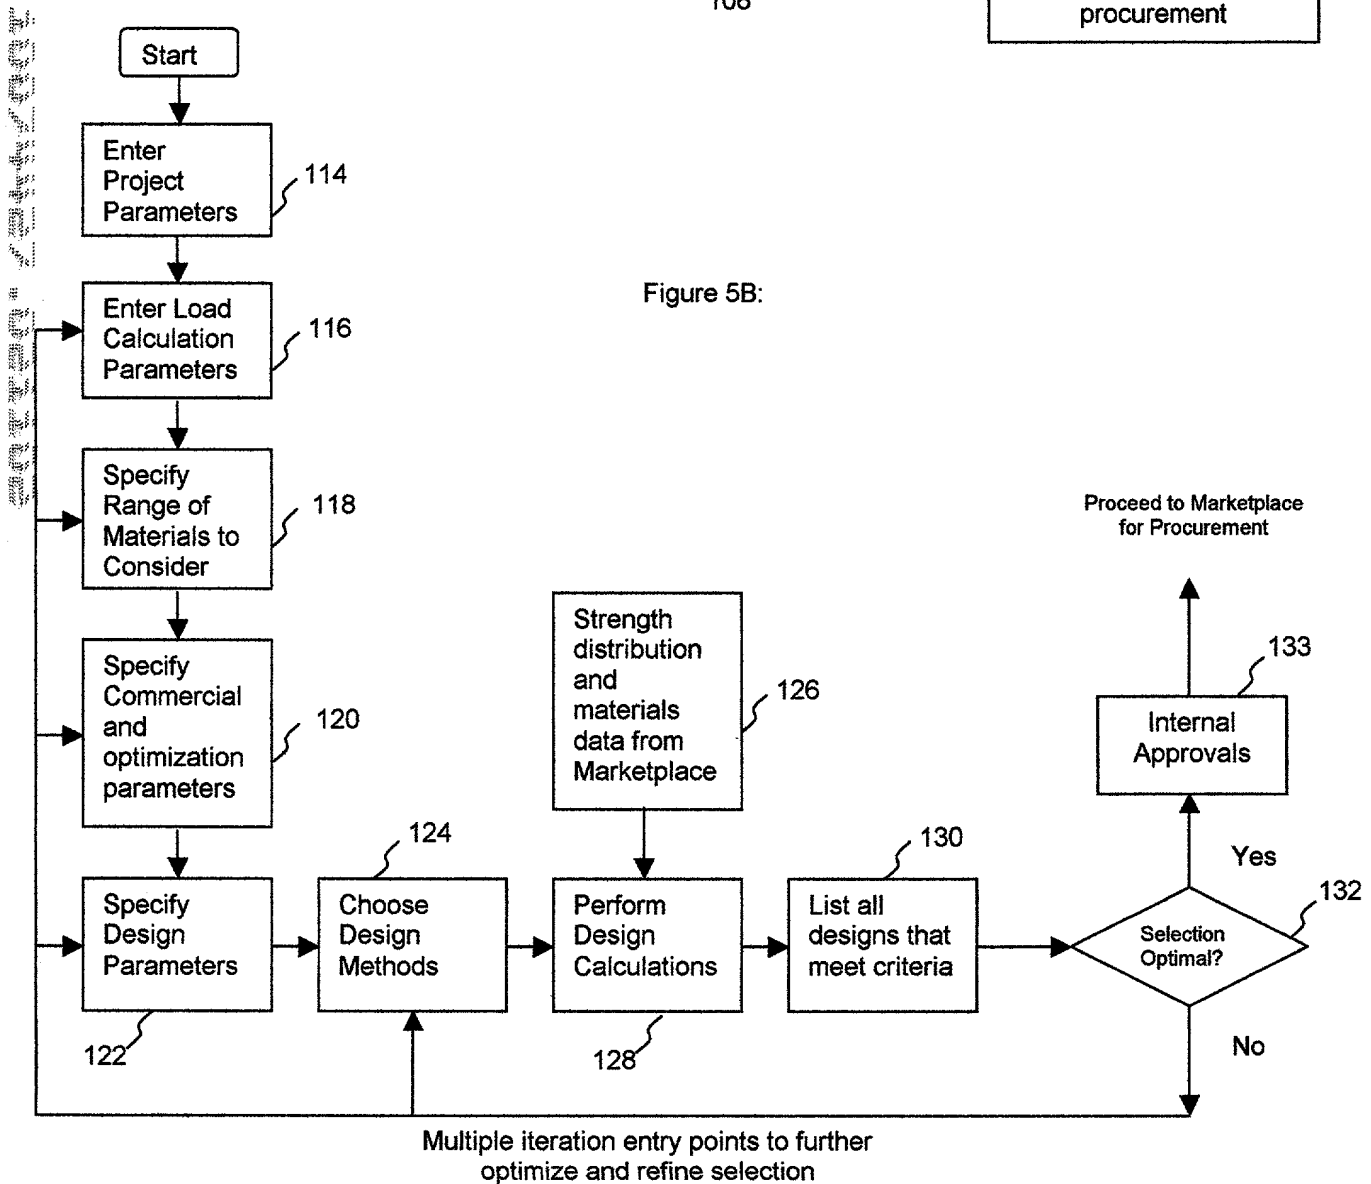 procurement
Start
Enter
Project
Parameters
114
Enter Load
Calculation
Parameters
116
Figure 5B:
Specify
Range of
Materials to
Consider
118
Proceed to Marketplace
for Procurement
Specify
Commercial
and
optimization
parameters
120
Strength
distribution
and
materials
data from
Marketplace
126
133
Internal
Approvals
Yes
Specify
Design
Parameters
122
124
Choose
Design
Methods
Perform
Design
Calculations
128
130
List all
designs that
meet criteria
132
Selection
Optimal?
No
Multiple iteration entry points to further
optimize and refine selection